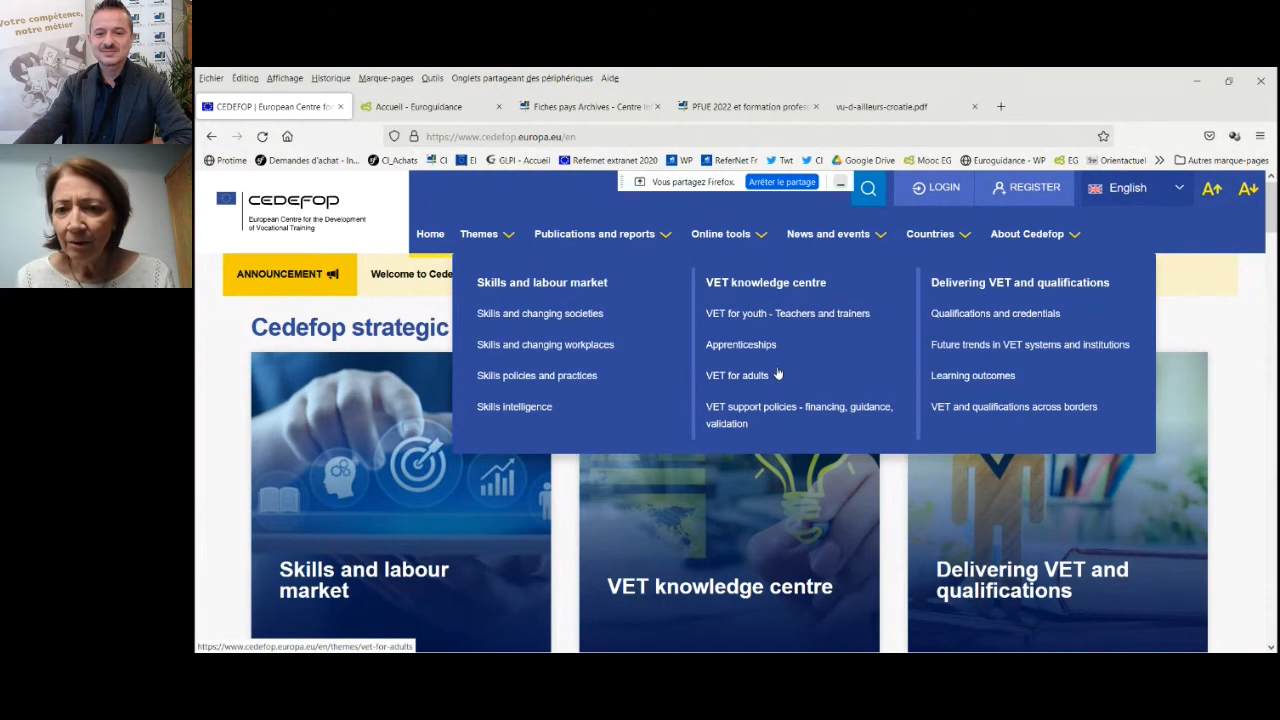 Votre compétence,
notre métier
Fichier Édition Affichage Historique Marque-pages Outils Onglets partageant des périphériques Aide
CEDEFOP | European Centre for Accueil - Euroguidance Fiches pays Archives - Centre In PFUE 2022 et formation profes vu-d-ailleurs-croatie.pdf
https://www.cedefop.europa.eu/en
Protime Demandes d'achat - In... CI_Achats CI EI GLPI - Accueil Refernet extranet 2020 WP ReferNet Fr Twt CI Google Drive Mooc EG Euroguidance - WP EG Orientactuel Autres marque-pages
Vous partagez Firefox. Arrêter le partage
CEDEFOP
European Centre for the Development
of Vocational Training
LOGIN REGISTER English A A
Home Themes Publications and reports Online tools News and events Countries About Cedefop
ANNOUNCEMENT Welcome to Cede
Skills and labour market
Skills and changing societies
Skills and changing workplaces
Skills policies and practices
Skills intelligence
VET knowledge centre
VET for youth - Teachers and trainers
Apprenticeships
VET for adults
VET support policies - financing, guidance,
validation
Delivering VET and qualifications
Qualifications and credentials
Future trends in VET systems and institutions
Learning outcomes
VET and qualifications across borders
Cedefop strategic
Skills and labour
market
VET knowledge centre
Delivering VET and
qualifications
https://www.cedefop.europa.eu/en/themes/vet-for-adults